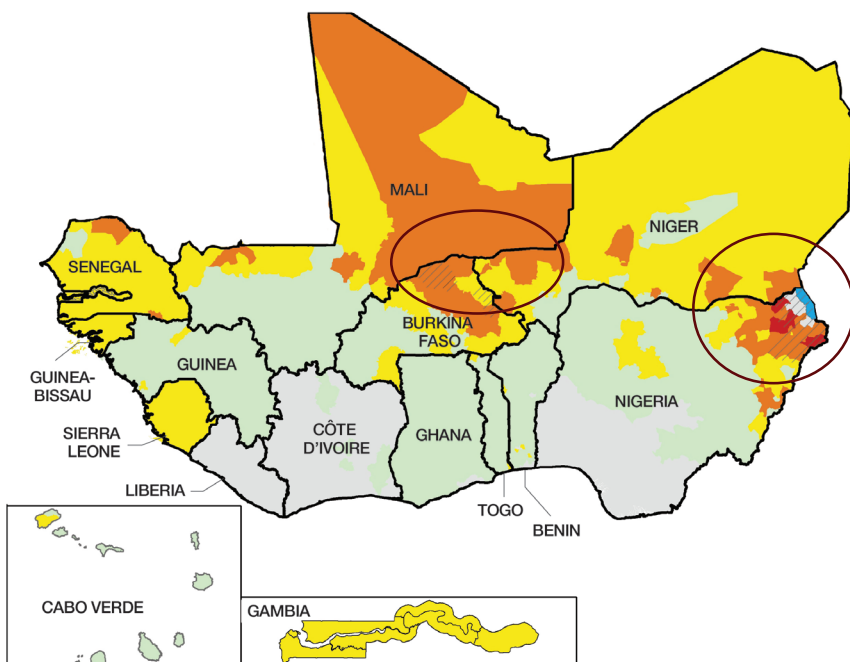 MALI
NIGER
SENEGAL
BURKINA
FASO
GUINEA
GUINEA-
BISSAU
NIGERIA
CÔTE
D'IVOIRE
GHANA
SIERRA
LEONE
LIBERIA
TOGO
BENIN
CABO VERDE
GAMBIA